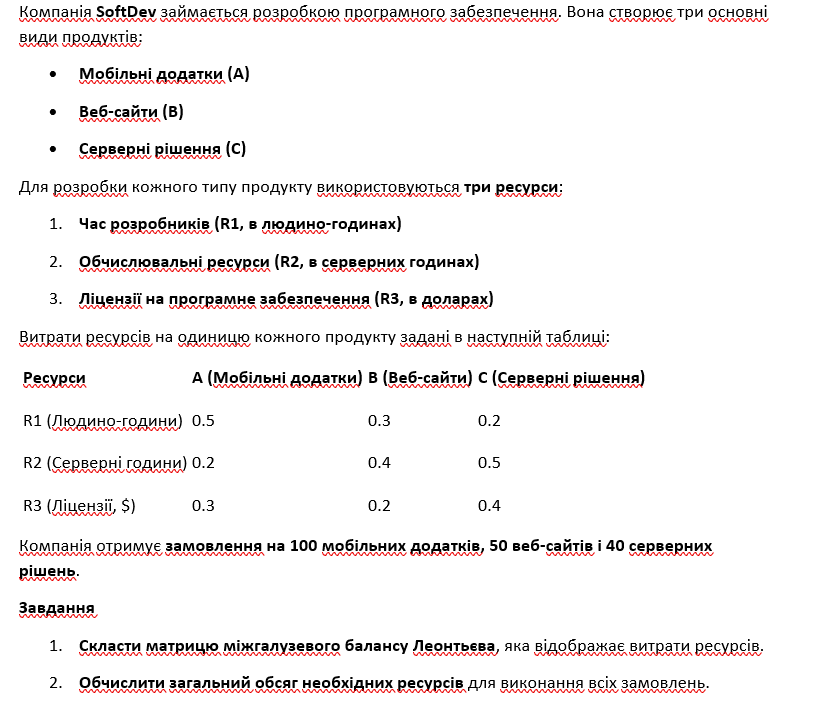 Компанія SoftDev займається розробкою програмного забезпечення. Вона створює три основні
види продуктів:
• Мобільні додатки (A)
• Веб-сайти (B)
• Серверні рішення (C)
Для розробки кожного типу продукту використовуються три ресурси:
1. Час розробників (R1, в людино-годинах)
2. Обчислювальні ресурси (R2, в серверних годинах)
3. Ліцензії на програмне забезпечення (R3, в доларах)
Витрати ресурсів на одиницю кожного продукту задані в наступній таблиці:
Ресурси A (Мобільні додатки) B (Веб-сайти) C (Серверні рішення)
R1 (Людино-години) 0.5 0.3 0.2
R2 (Серверні години) 0.2 0.4 0.5
R3 (Ліцензії, $) 0.3 0.2 0.4
Компанія отримує замовлення на 100 мобільних додатків, 50 веб-сайтів і 40 серверних
рішень.
Завдання
1. Скласти матрицю міжгалузевого балансу Леонтьєва, яка відображає витрати ресурсів.
2. Обчислити загальний обсяг необхідних ресурсів для виконання всіх замовлень.